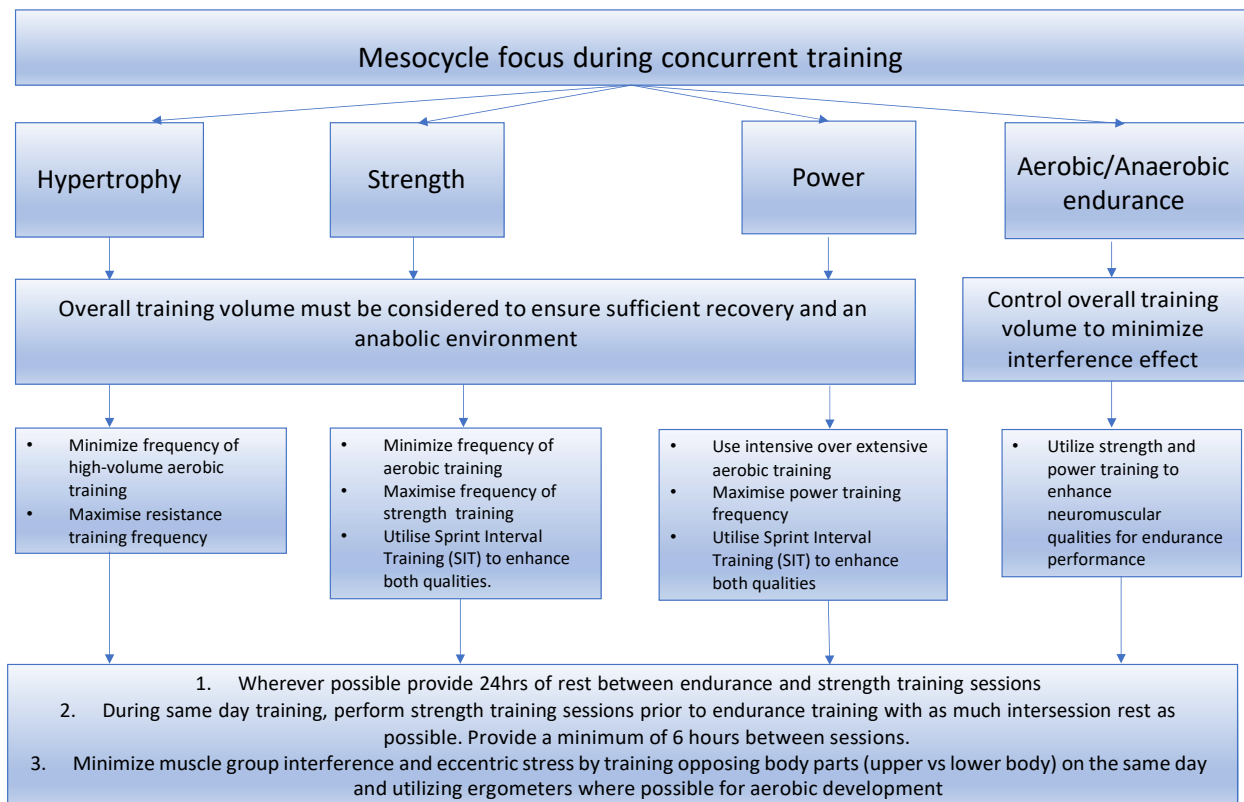 Mesocycle focus during concurrent training
Hypertrophy
Strength
Power
Aerobic/Anaerobic
endurance
Overall training volume must be considered to ensure sufficient recovery and an
anabolic environment
Control overall training
volume to minimize
interference effect
• Minimize frequency of
high-volume aerobic
training
• Maximise resistance
training frequency
• Minimize frequency of
aerobic training
• Maximise frequency of
strength training
• Utilise Sprint Interval
Training (SIT) to enhance
both qualities.
• Use intensive over extensive
aerobic training
• Maximise power training
frequency
• Utilise Sprint Interval
Training (SIT) to enhance
both qualities
• Utilize strength and
power training to
enhance
neuromuscular
qualities for endurance
performance
1. Wherever possible provide 24hrs of rest between endurance and strength training sessions
2. During same day training, perform strength training sessions prior to endurance training with as much intersession rest as
possible. Provide a minimum of 6 hours between sessions.
3. Minimize muscle group interference and eccentric stress by training opposing body parts (upper vs lower body) on the same day
and utilizing ergometers where possible for aerobic development